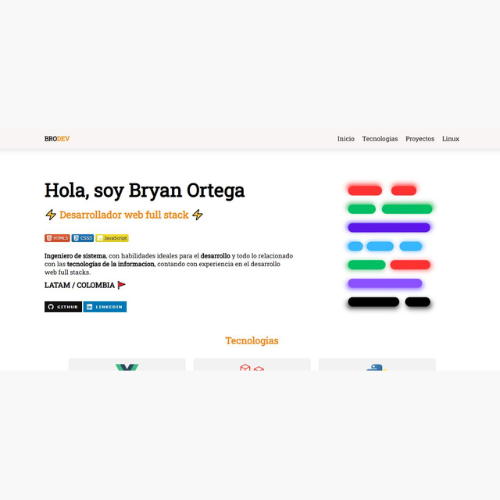 BRODEV
Inicio Tecnologias Proyectos Linux
Hola, soy Bryan Ortega
⚡ Desarrollador web full stack ⚡
HTML5 CSS3 JavaScript
Ingeniero de sistema, con habilidades ideales para el desarrollo y todo lo relacionado
con las tecnologías de la informacion, contando con experiencia en el desarrollo
web full stacks.
LATAM / COLOMBIA 🚩
GITHUB LINKEDIN
Tecnologías